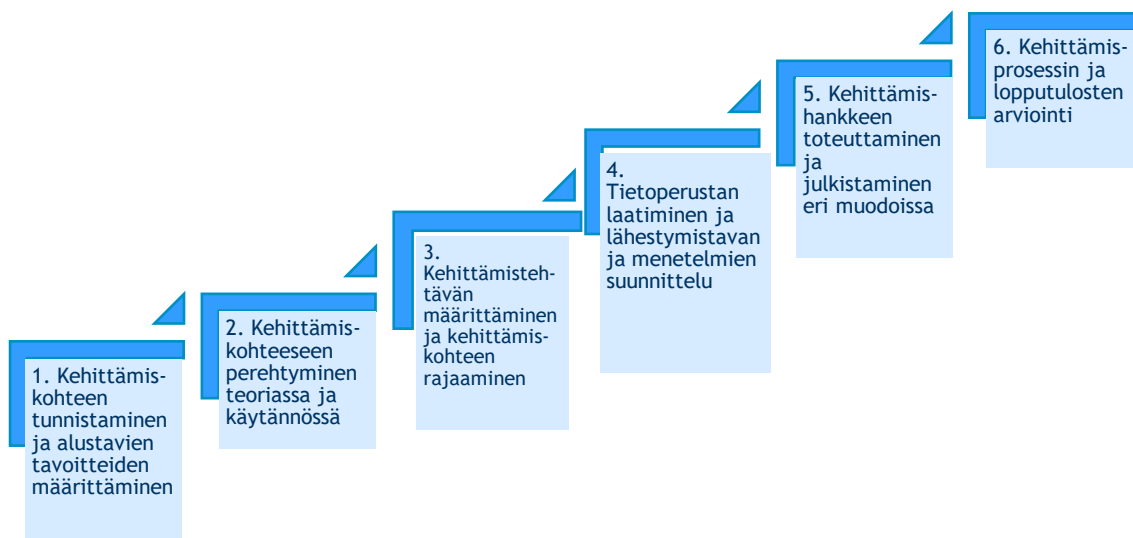 1. Kehittämis-
kohteen
tunnistaminen
ja alustavien
tavoitteiden
määrittäminen
2. Kehittämis-
kohteeseen
perehtyminen
teoriassa ja
käytännössä
3.
Kehittämisteh-
tävän
määrittäminen
ja kehittämis-
kohteen
rajaaminen
4.
Tietoperustan
laatiminen ja
lähestymistavan
ja menetelmien
suunnittelu
5. Kehittämis-
hankkeen
toteuttaminen
ja
julkistaminen
eri muodoissa
6. Kehittämis-
prosessin ja
lopputulosten
arviointi